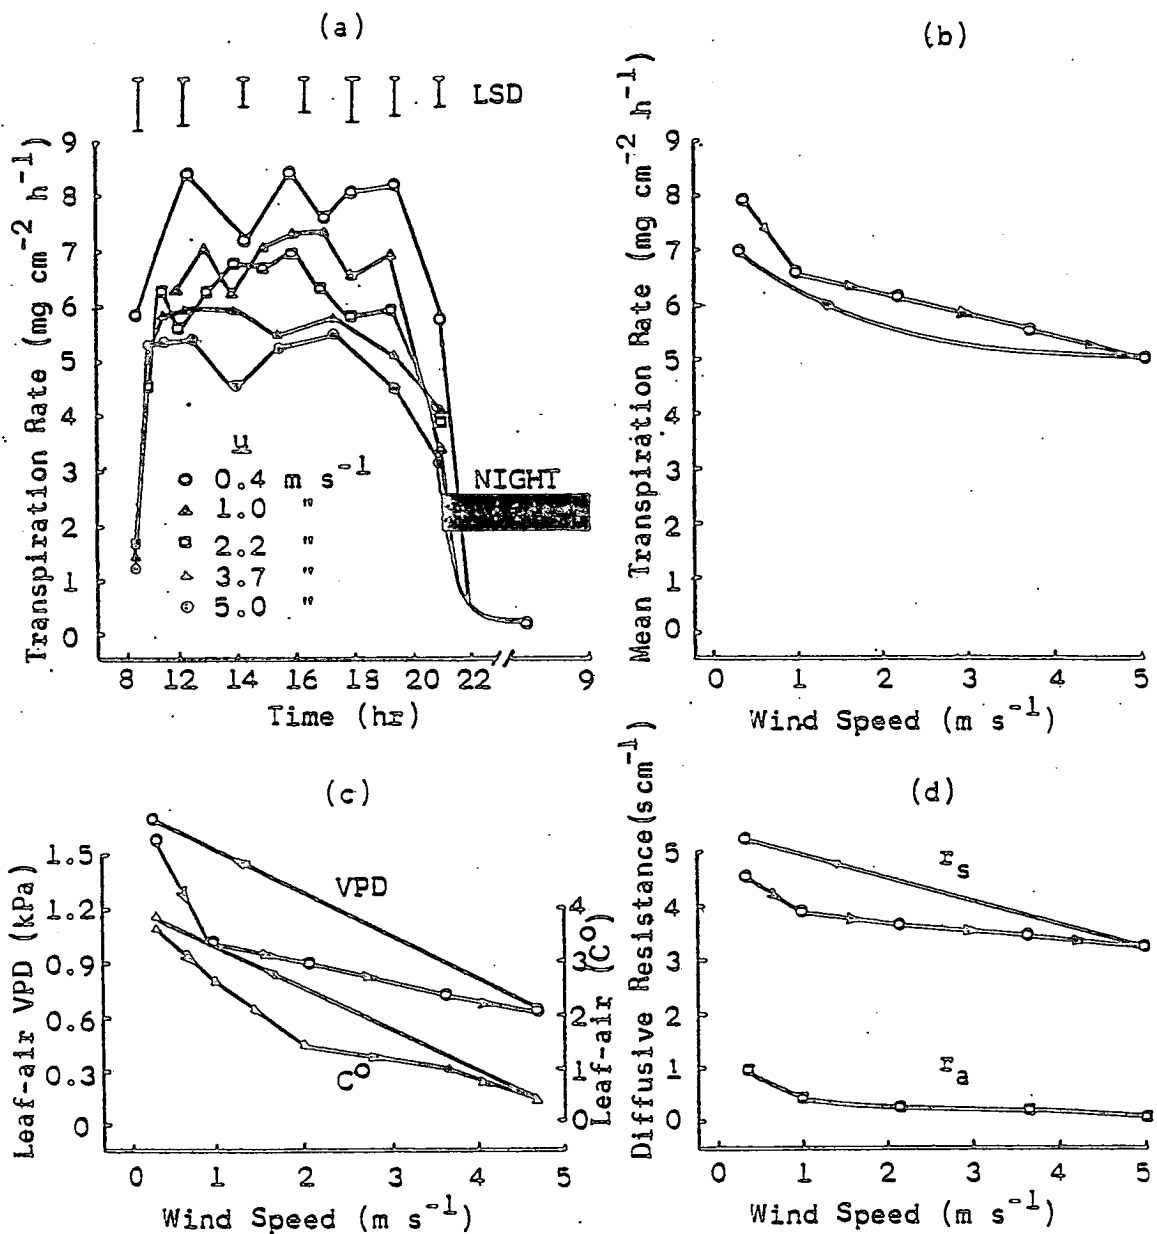 (a)
LSD
Transpiration Rate (mg cm⁻² h⁻¹)
9
8
7
6
5
4
3
2
1
0
u
0.4 m s⁻¹
1.0 "
2.2 "
3.7 "
5.0 "
NIGHT
8 12 14 16 18 20 22 9
Time (hr)
(b)
Mean Transpiration Rate (mg cm⁻² h⁻¹)
9
8
7
6
5
4
3
2
1
0
0 1 2 3 4 5
Wind Speed (m s⁻¹)
(c)
Leaf-air VPD (kPa)
1.5
1.2
0.9
0.6
0.3
0
VPD
C°
4
3
2
1
0
Leaf-air (C°)
0 1 2 3 4 5
Wind Speed (m s⁻¹)
(d)
Diffusive Resistance(s cm⁻¹)
5
4
3
2
1
0
rs
ra
0 1 2 3 4 5
Wind Speed (m s⁻¹)